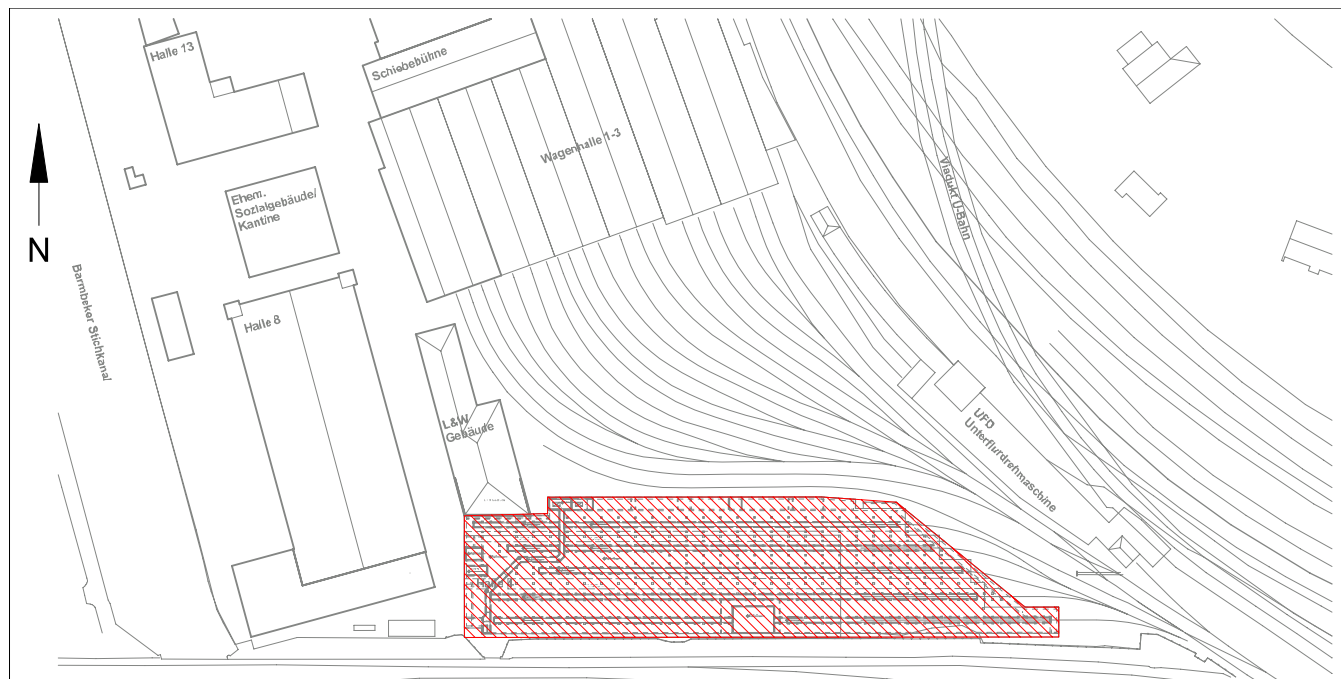 Halle 13
Schiebebühne
Wagenhalle 1-3
Viadukt U-Bahn
Ehem.
Sozialgebäude/
Kantine
N
Barmbeker Stichkanal
Halle 8
L&W
Gebäude
UFD
Unterflurdrehmaschine